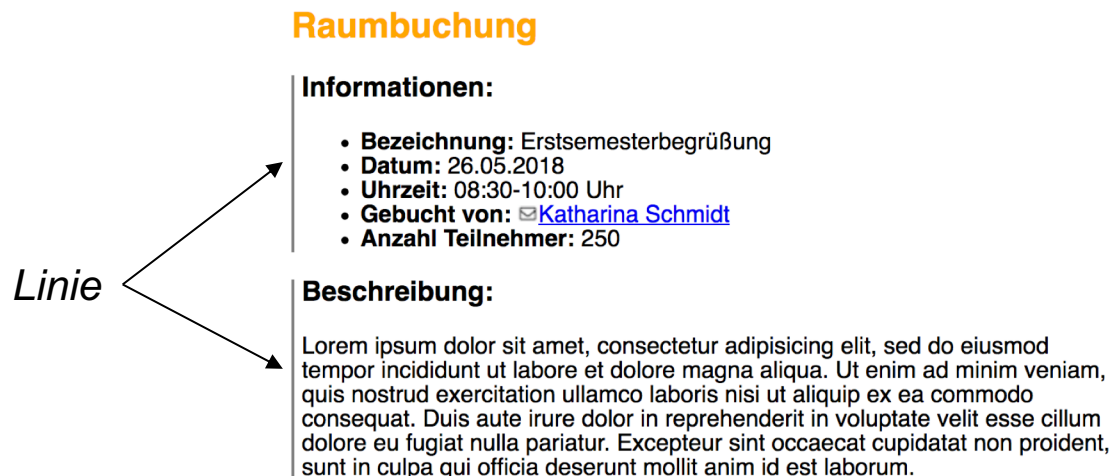 Raumbuchung
Informationen:
• Bezeichnung: Erstsemesterbegrüßung
• Datum: 26.05.2018
• Uhrzeit: 08:30-10:00 Uhr
• Gebucht von: Katharina Schmidt
• Anzahl Teilnehmer: 250
Linie
Beschreibung:
Lorem ipsum dolor sit amet, consectetur adipisicing elit, sed do eiusmod
tempor incididunt ut labore et dolore magna aliqua. Ut enim ad minim veniam,
quis nostrud exercitation ullamco laboris nisi ut aliquip ex ea commodo
consequat. Duis aute irure dolor in reprehenderit in voluptate velit esse cillum
dolore eu fugiat nulla pariatur. Excepteur sint occaecat cupidatat non proident,
sunt in culpa qui officia deserunt mollit anim id est laborum.